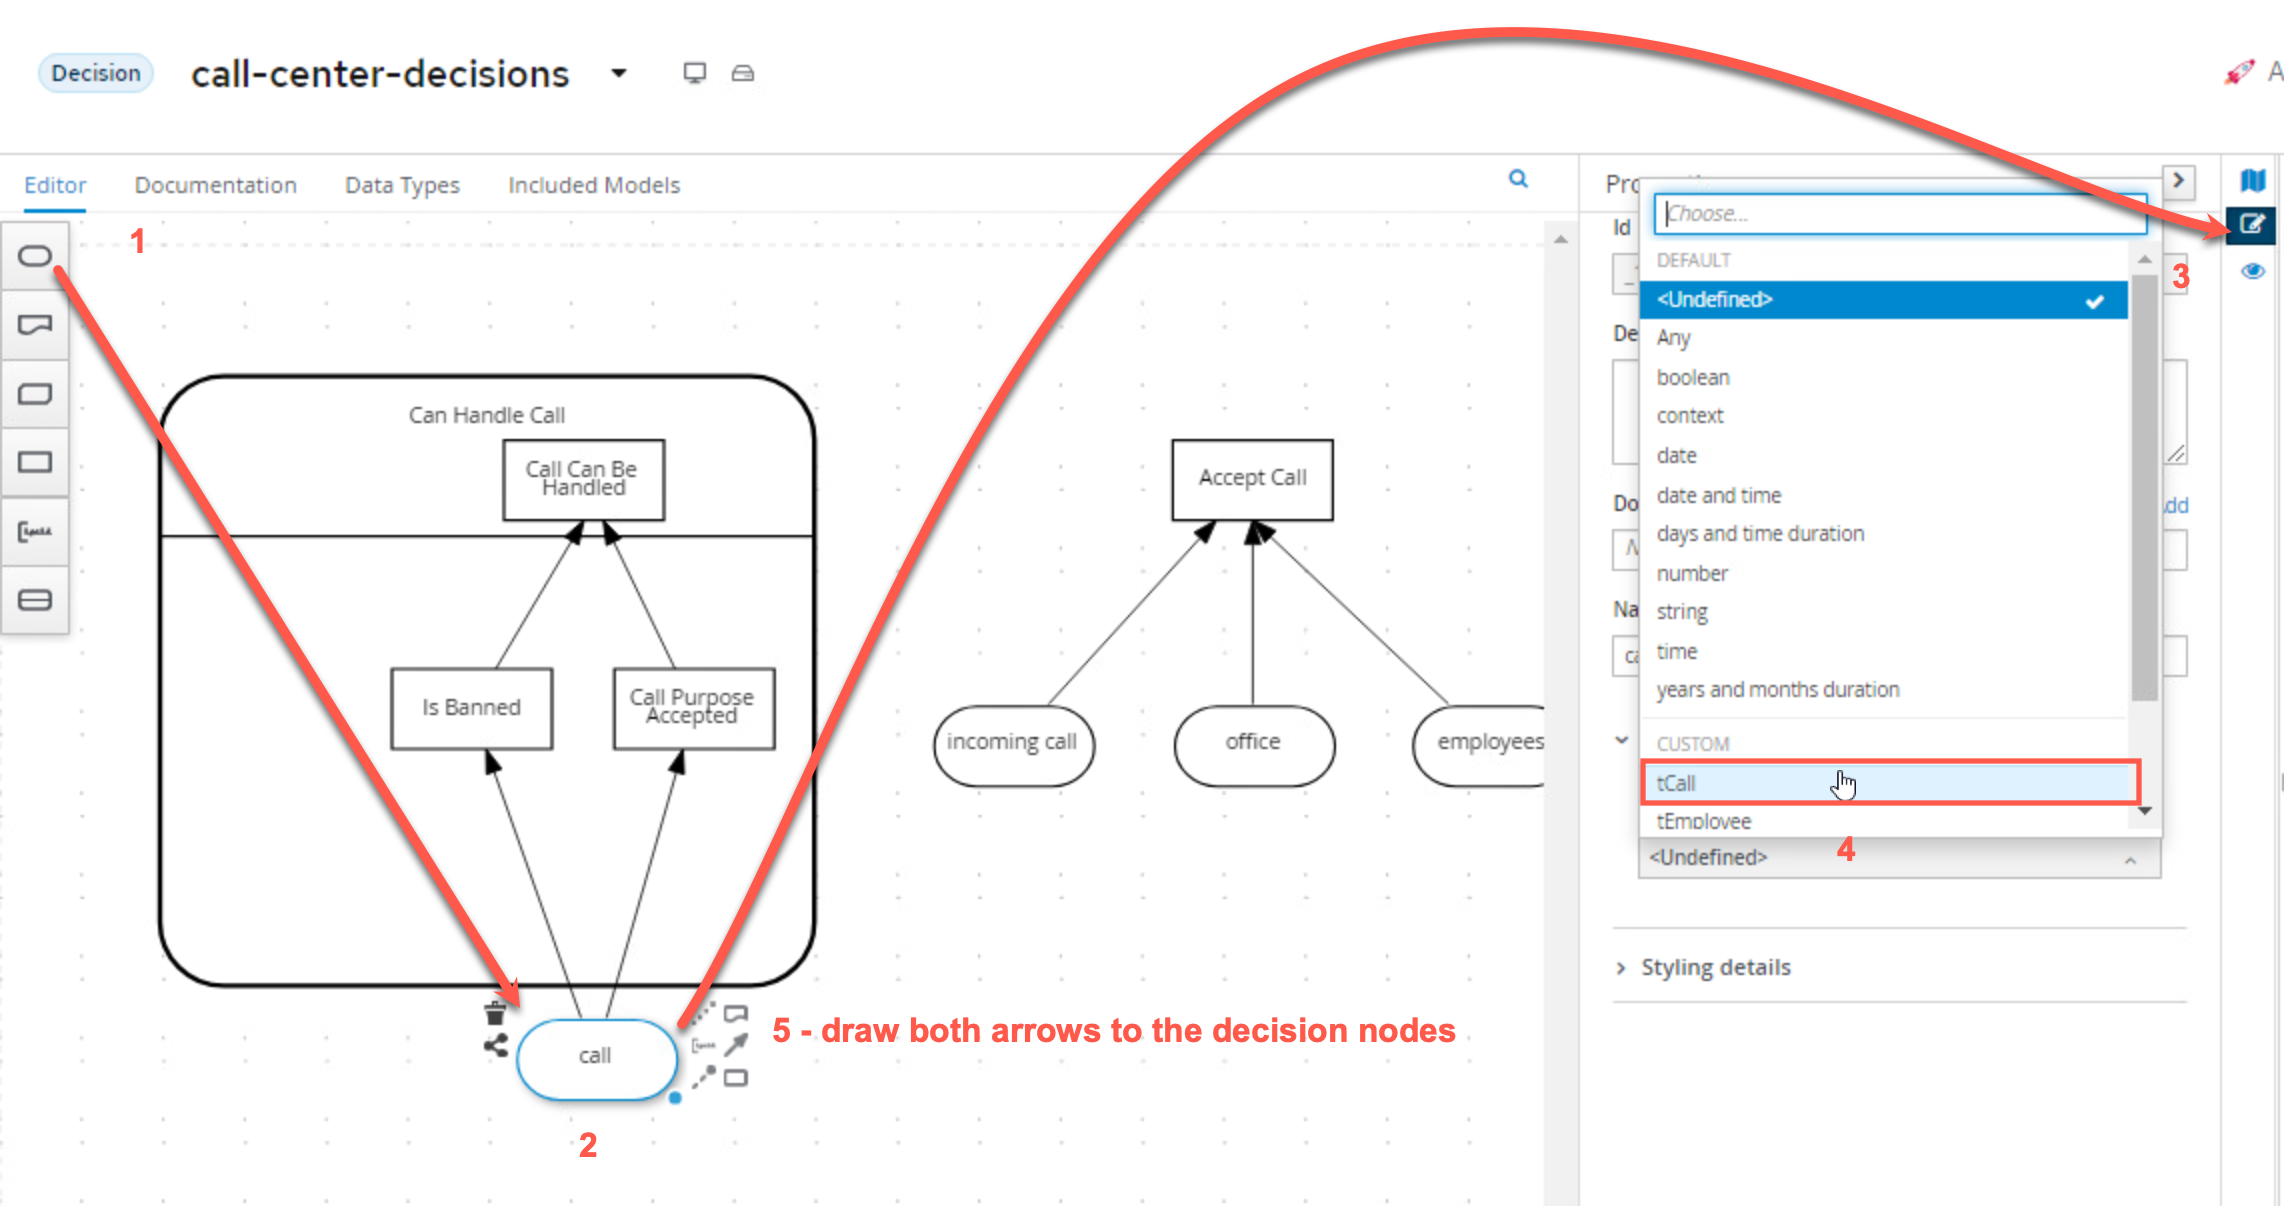 Decision
call-center-decisions
A
Editor
Documentation
Data Types
Included Models
1
Can Handle Call
Call Can Be
Handled
Is Banned
Call Purpose
Accepted
call
2
5 - draw both arrows to the decision nodes
Accept Call
incoming call
office
employees
Id
De
Do
Na
Choose...
DEFAULT
<Undefined>
Any
boolean
context
date
date and time
days and time duration
number
string
time
years and months duration
CUSTOM
tCall
tEmployee
4
<Undefined>
Styling details
3